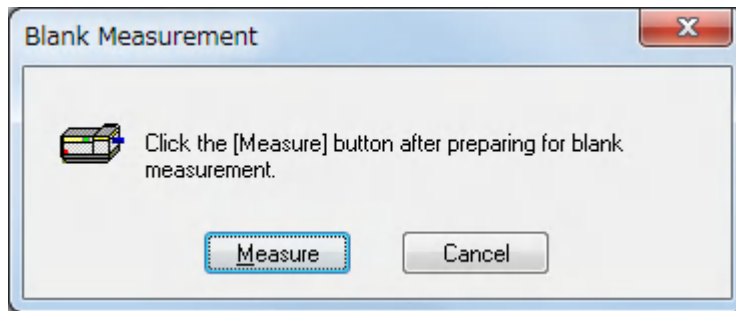 Blank Measurement
Click the [Measure] button after preparing for blank
measurement.
Measure Cancel